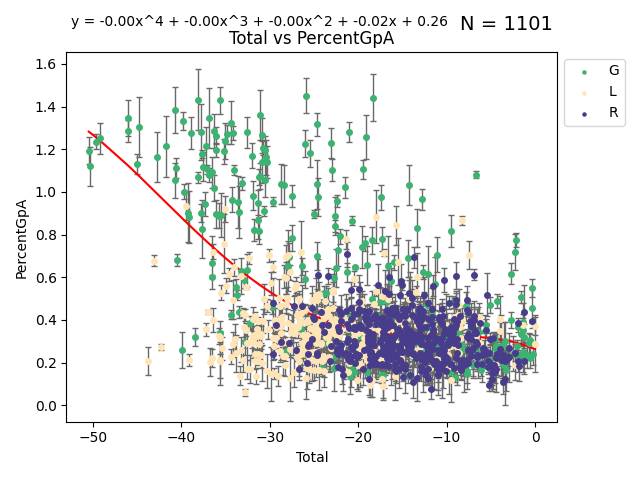 y = -0.00x^4 + -0.00x^3 + -0.00x^2 + -0.02x + 0.26 N = 1101
Total vs PercentGpA
G
L
R
PercentGpA
1.6
1.4
1.2
1.0
0.8
0.6
0.4
0.2
0.0
−50 −40 −30 −20 −10 0
Total